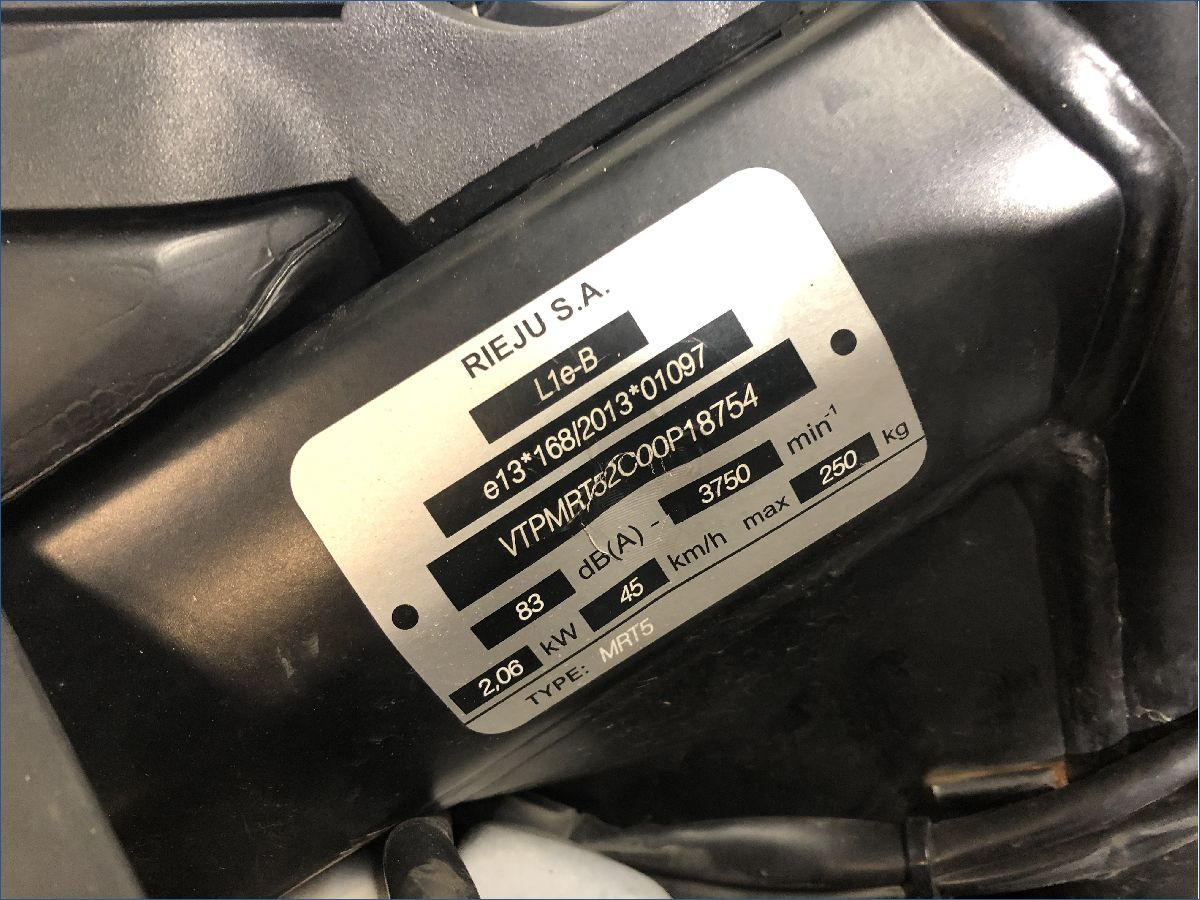 RIEJU S.A.
L1e-B
e13*168/2013*01097
VTPMRT52C00P18754
83 dB(A) - 3750 min-1
2,06 kW 45 km/h max 250 kg
TYPE: MRT5